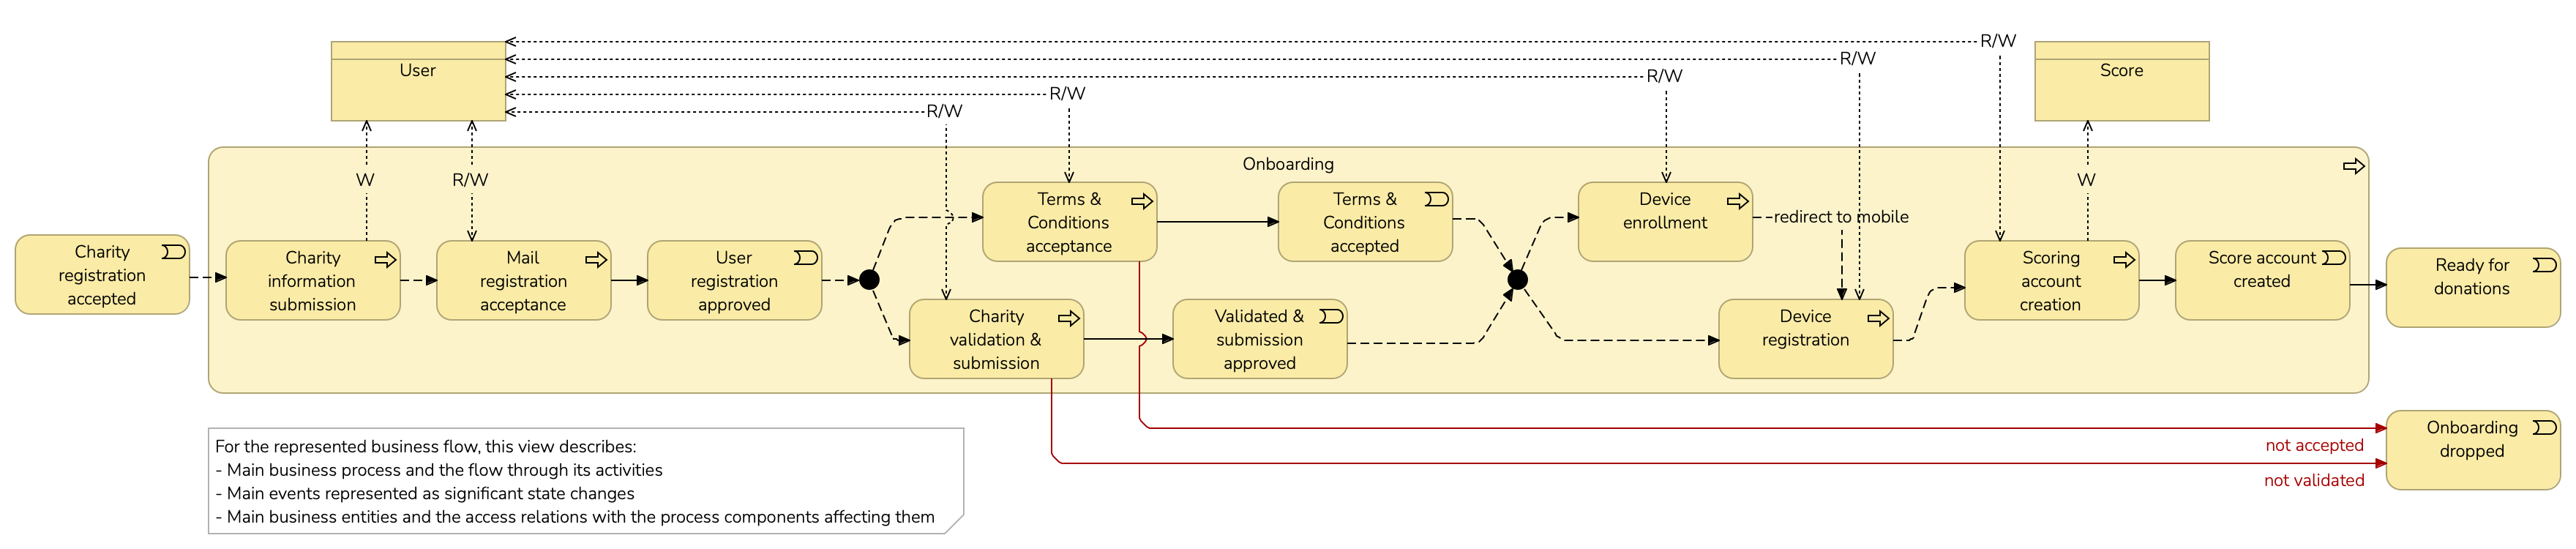 R/W
User
R/W
Score
R/W
R/W
R/W
Onboarding
W
R/W
W
Charity
registration
accepted
Charity
information
submission
Mail
registration
acceptance
User
registration
approved
Terms &
Conditions
acceptance
Terms &
Conditions
accepted
Charity
validation &
submission
Validated &
submission
approved
Device
enrollment
redirect to mobile
Device
registration
Scoring
account
creation
Score account
created
Ready for
donations
Onboarding
dropped
not accepted
not validated
For the represented business flow, this view describes:
- Main business process and the flow through its activities
- Main events represented as significant state changes
- Main business entities and the access relations with the process components affecting them